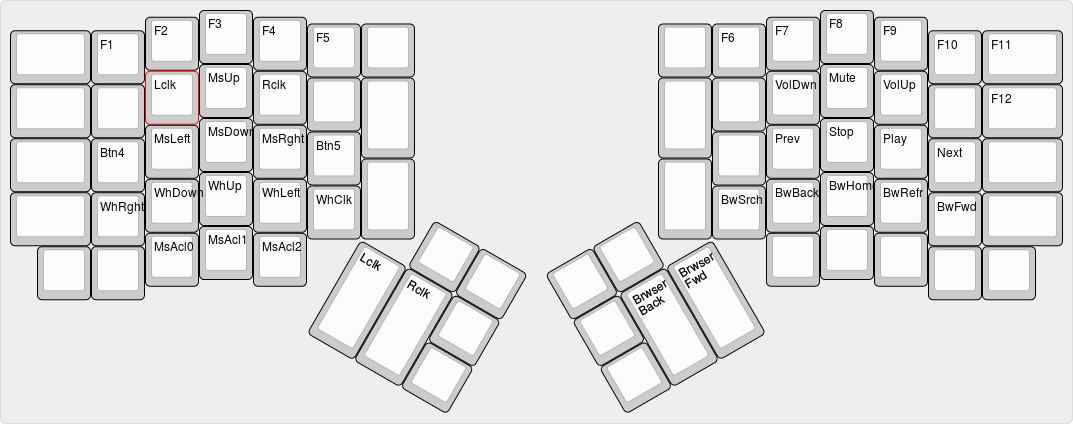 F1
F2
F3
F4
F5
F6
F7
F8
F9
F10
F11
Lclk
MsUp
Rclk
VolDwn
Mute
VolUp
F12
Btn4
MsLeft
MsDown
MsRght
Btn5
Prev
Stop
Play
Next
WhRght
WhDown
WhUp
WhLeft
WhClk
BwSrch
BwBack
BwHome
BwRefr
BwFwd
MsAcl0
MsAcl1
MsAcl2
Lclk
Rclk
Brwser
Back
Brwser
Fwd